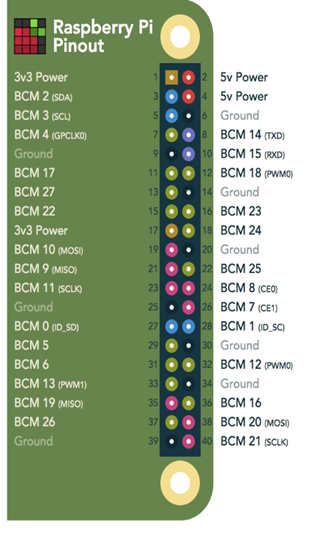 Raspberry Pi
Pinout
3v3 Power 1 2 5v Power
BCM 2 (SDA) 3 4 5v Power
BCM 3 (SCL) 5 6 Ground
BCM 4 (GPCLK0) 7 8 BCM 14 (TXD)
Ground 9 10 BCM 15 (RXD)
BCM 17 11 12 BCM 18 (PWM0)
BCM 27 13 14 Ground
BCM 22 15 16 BCM 23
3v3 Power 17 18 BCM 24
BCM 10 (MOSI) 19 20 Ground
BCM 9 (MISO) 21 22 BCM 25
BCM 11 (SCLK) 23 24 BCM 8 (CE0)
Ground 25 26 BCM 7 (CE1)
BCM 0 (ID_SD) 27 28 BCM 1 (ID_SC)
BCM 5 29 30 Ground
BCM 6 31 32 BCM 12 (PWM0)
BCM 13 (PWM1) 33 34 Ground
BCM 19 (MISO) 35 36 BCM 16
BCM 26 37 38 BCM 20 (MOSI)
Ground 39 40 BCM 21 (SCLK)